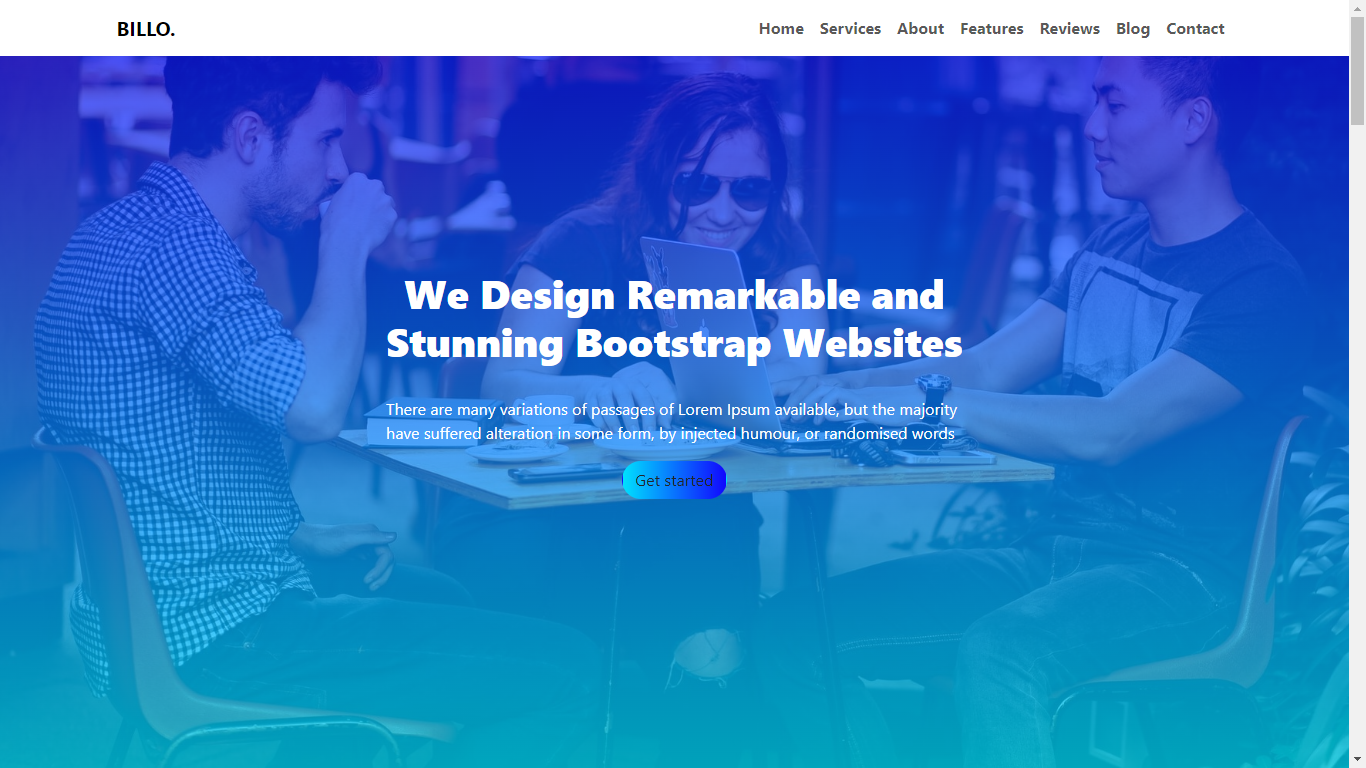 BILLO.
Home Services About Features Reviews Blog Contact
We Design Remarkable and
Stunning Bootstrap Websites
There are many variations of passages of Lorem Ipsum available, but the majority
have suffered alteration in some form, by injected humour, or randomised words
Get started